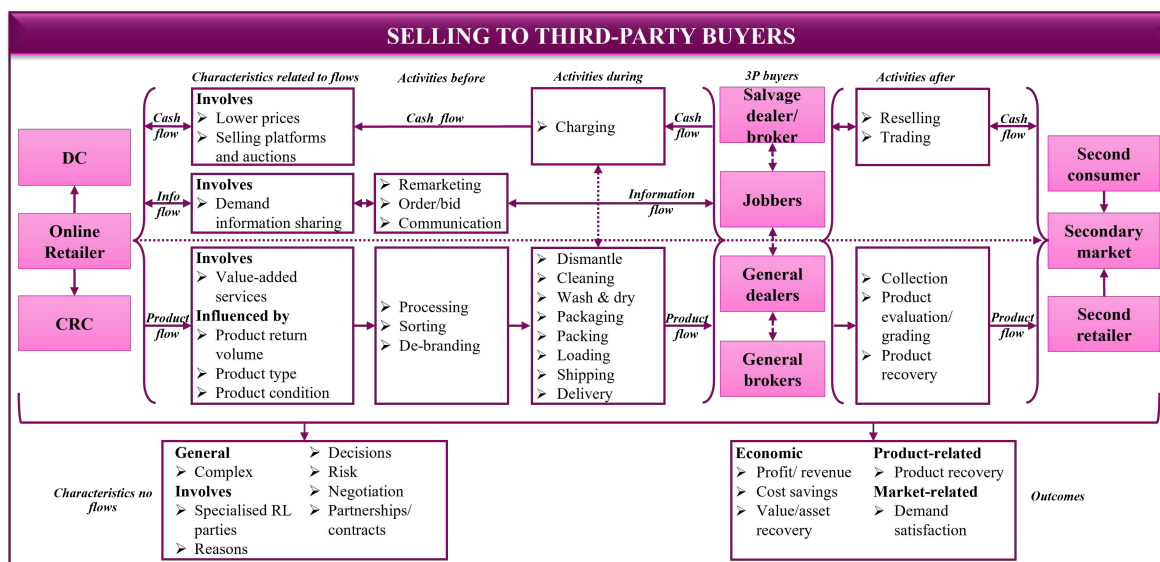 SELLING TO THIRD-PARTY BUYERS
Characteristics related to flows
Activities before
Activities during
3P buyers
Activities after
DC
Online
Retailer
CRC
Cash
flow
Info
flow
Product
flow
Involves
Lower prices
Selling platforms
and auctions
Involves
Demand
information sharing
Involves
Value-added
services
Influenced by
Product return
volume
Product type
Product condition
Cash flow
Remarketing
Order/bid
Communication
Processing
Sorting
De-branding
Charging
Dismantle
Cleaning
Wash & dry
Packaging
Packing
Loading
Shipping
Delivery
Cash
flow
Information
flow
Product
flow
Salvage
dealer/
broker
Jobbers
General
dealers
General
brokers
Reselling
Trading
Collection
Product
evaluation/
grading
Product
recovery
Cash
flow
Product
flow
Second
consumer
Secondary
market
Second
retailer
Characteristics no
flows
General
Complex
Involves
Specialised RL
parties
Reasons
Decisions
Risk
Negotiation
Partnerships/
contracts
Economic
Profit/ revenue
Cost savings
Value/asset
recovery
Product-related
Product recovery
Market-related
Demand
satisfaction
Outcomes